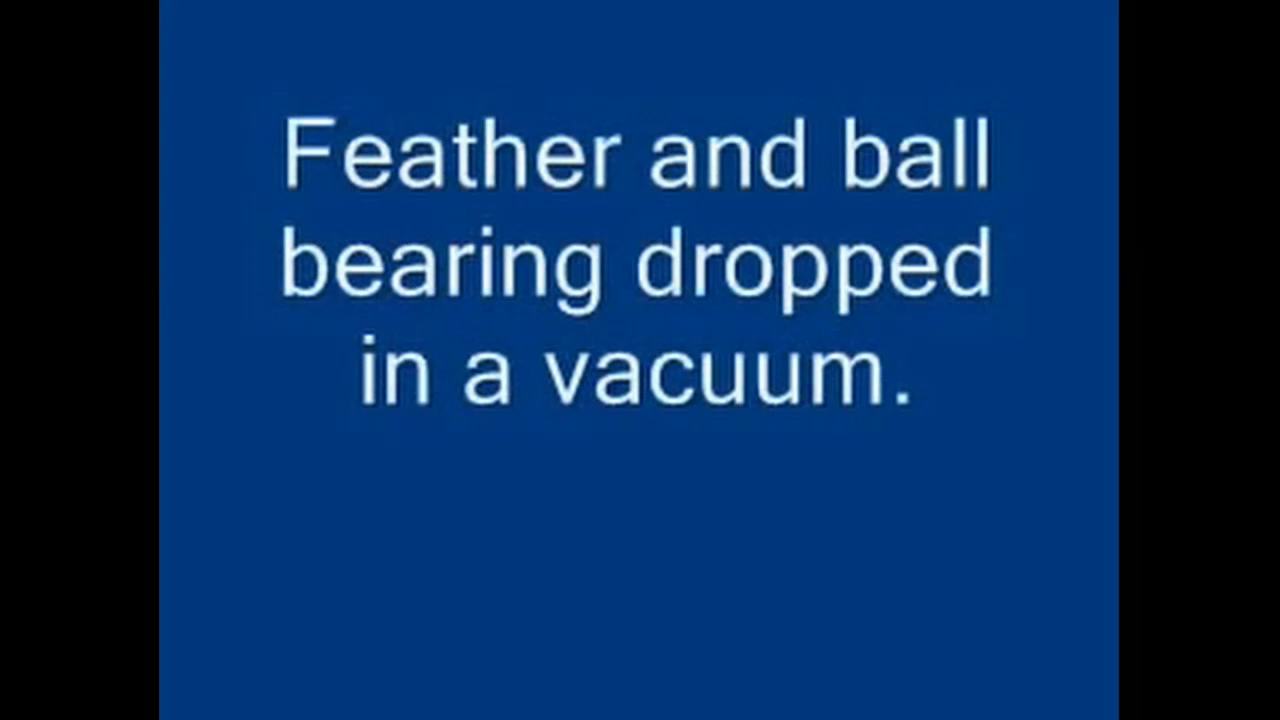 Feather and ball
bearing dropped
in a vacuum.